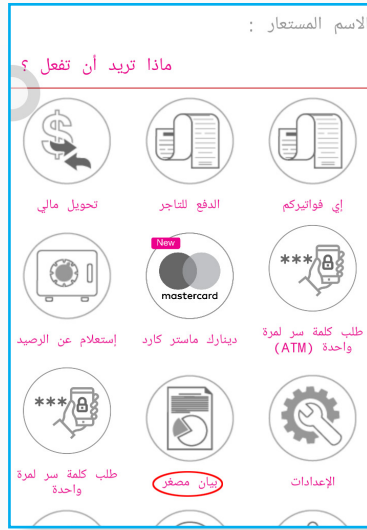 الاسم المستعار :
ماذا تريد أن تفعل ؟
إي فواتيركم
الدفع للتاجر
تحويل مالي
New
mastercard
***
طلب كلمة سر لمرة
واحدة (ATM)
دينارك ماستر كارد
إستعلام عن الرصيد
***
الإعدادات
بيان مصغر
طلب كلمة سر لمرة
واحدة